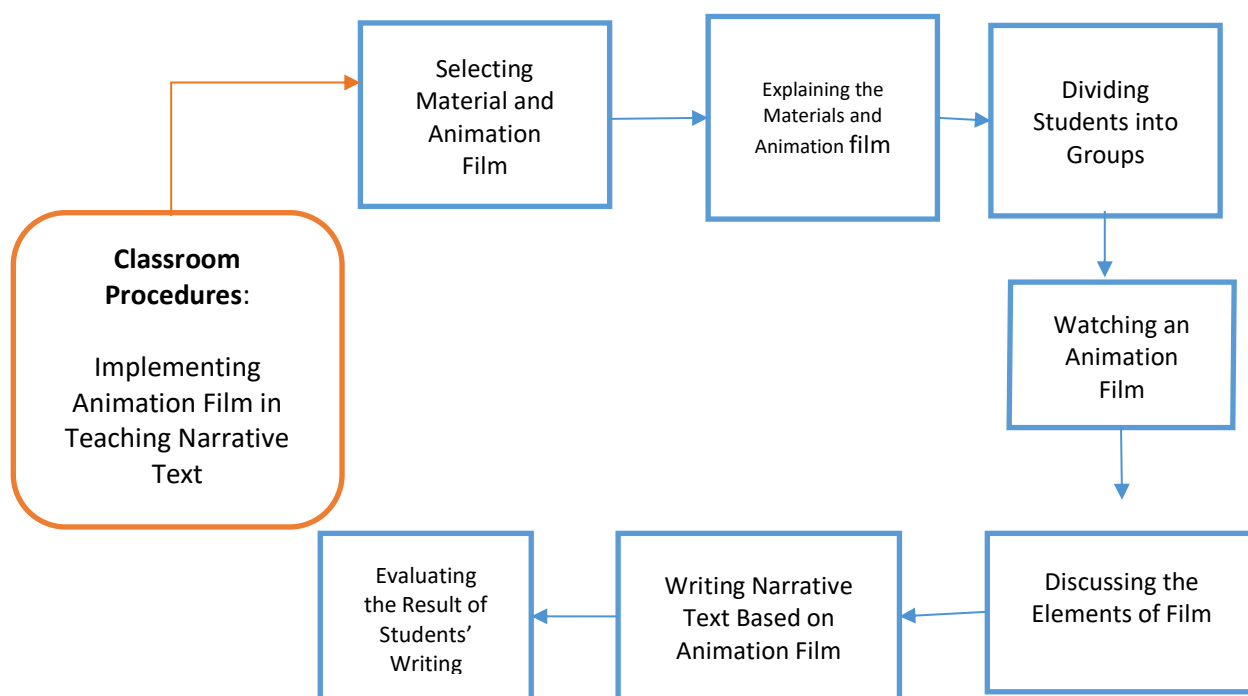 Classroom
Procedures:
Implementing
Animation Film in
Teaching Narrative
Text
Selecting
Material and
Animation
Film
Explaining the
Materials and
Animation film
Dividing
Students into
Groups
Watching an
Animation
Film
Discussing the
Elements of Film
Writing Narrative
Text Based on
Animation Film
Evaluating
the Result of
Students’
Writing